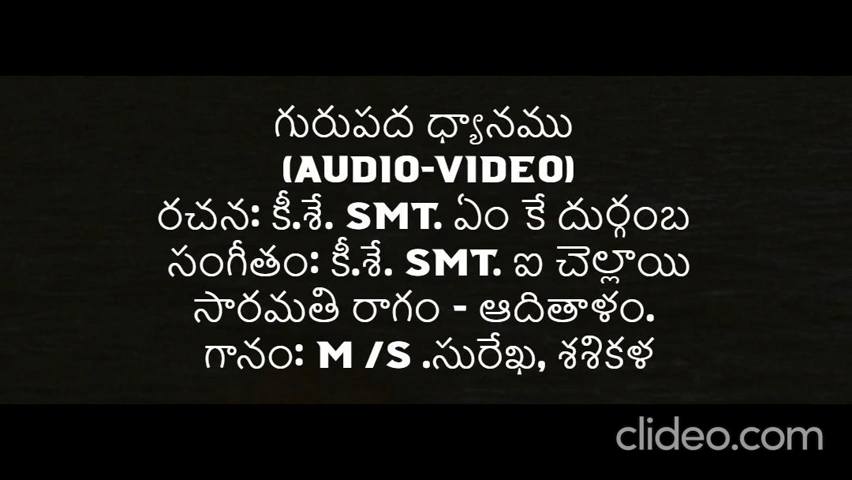 గురుపద ధ్యానము
(AUDIO-VIDEO)
రచన: కీ.శే. SMT. ఏం కే దుర్గంబ
సంగీతం: కీ.శే. SMT. ఐ చెల్లాయి
సారమతి రాగం - ఆదితాళం.
గానం: M /S .సురేఖ, శశికళ
clideo.com